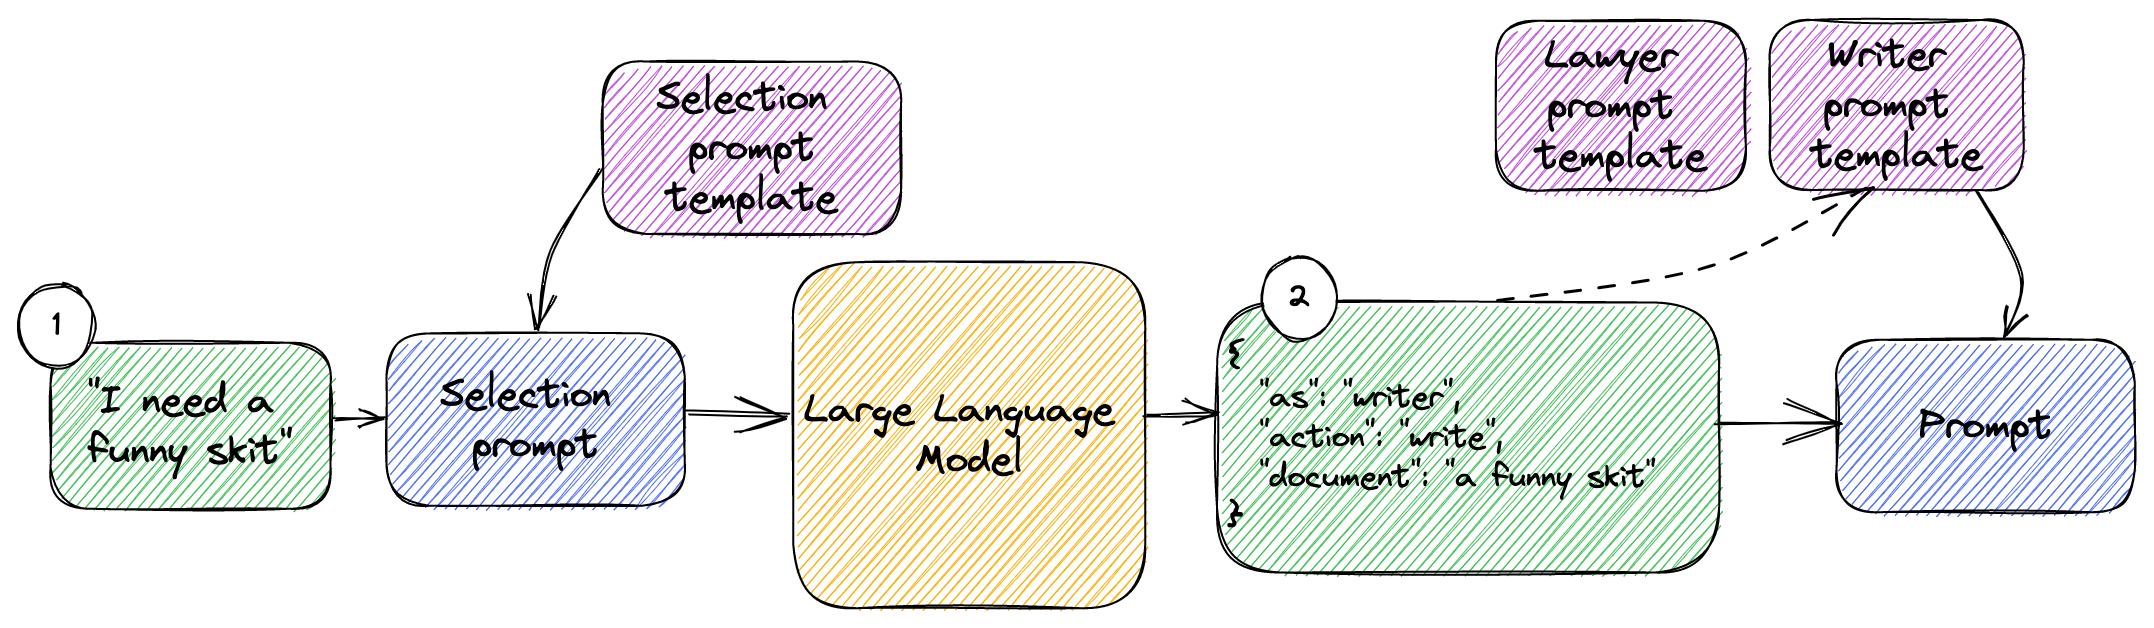 Selection
prompt
template
Lawyer
prompt
template
Writer
prompt
template
1
"I need a
funny skit"
Selection
prompt
Large Language
Model
2
{
"as": "writer",
"action": "write",
"document": "a funny skit"
}
Prompt